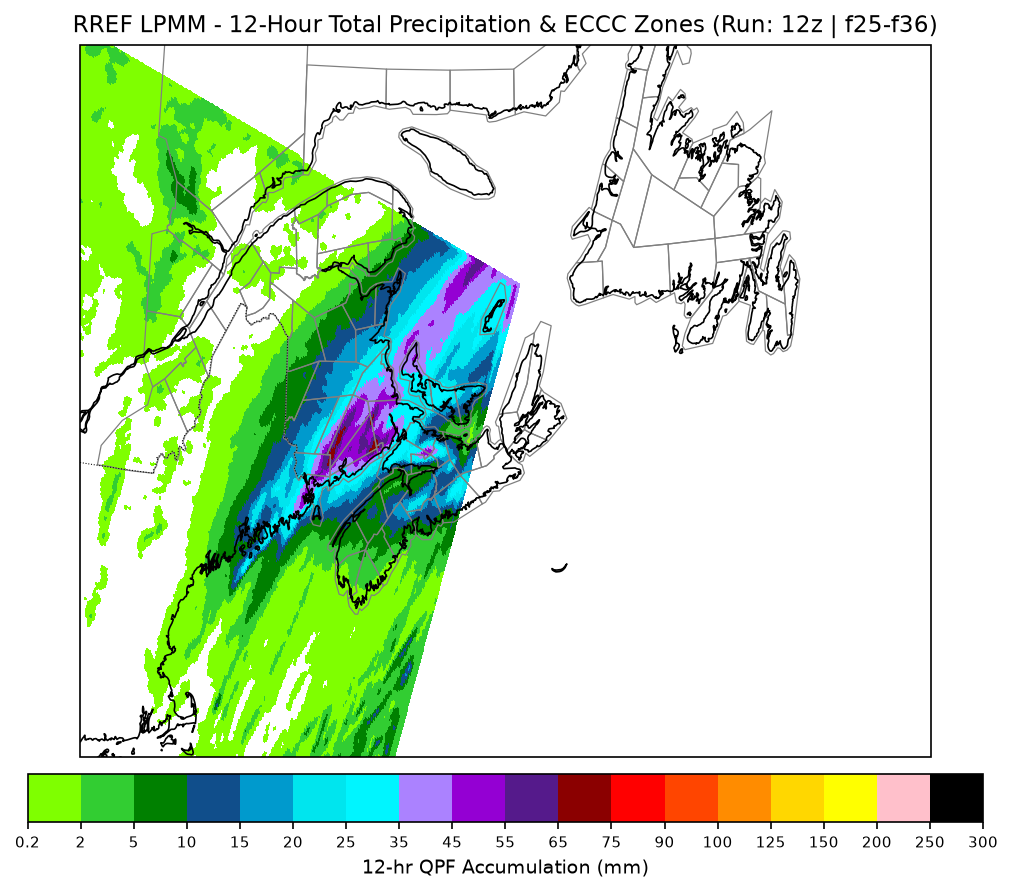 RREF LPMM - 12-Hour Total Precipitation & ECCC Zones (Run: 12z | f25-f36)
0.2 2 5 10 15 20 25 35 45 55 65 75 90 100 125 150 200 250 300
12-hr QPF Accumulation (mm)